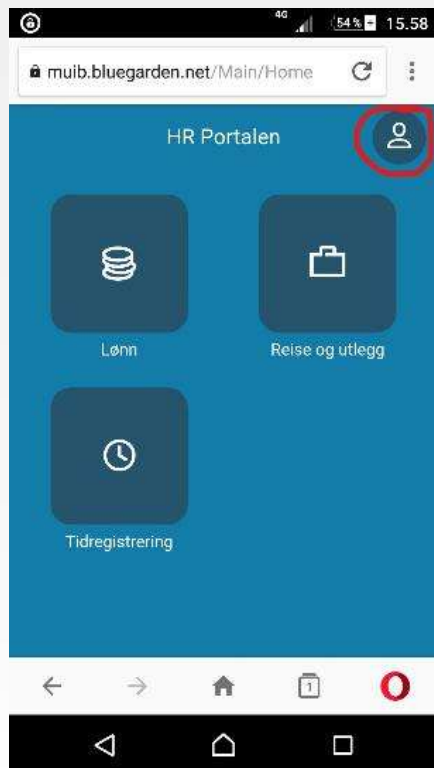 4G 54% 15.58
muib.bluegarden.net/Main/Home
HR Portalen
Lønn
Reise og utlegg
Tidregistrering
1